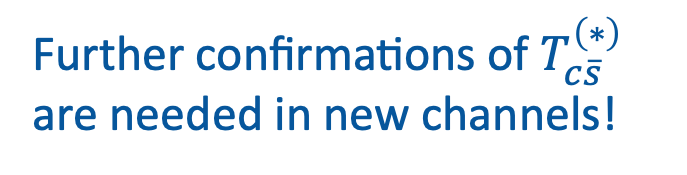 Further confirmations of $T_{c\bar{s}}^{(*)}$
are needed in new channels!